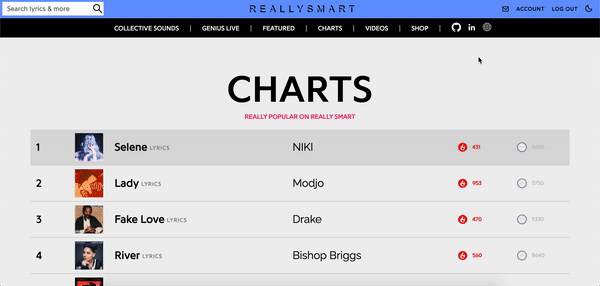 Search lyrics & more
REALLYSMART
ACCOUNT LOG OUT
COLLECTIVE SOUNDS | GENIUS LIVE | FEATURED | CHARTS | VIDEOS | SHOP |
CHARTS
REALLY POPULAR ON REALLY SMART
1 Selene LYRICS NIKI 431
2 Lady LYRICS Modjo 953 5750
3 Fake Love LYRICS Drake 470 5330
4 River LYRICS Bishop Briggs 560 8640